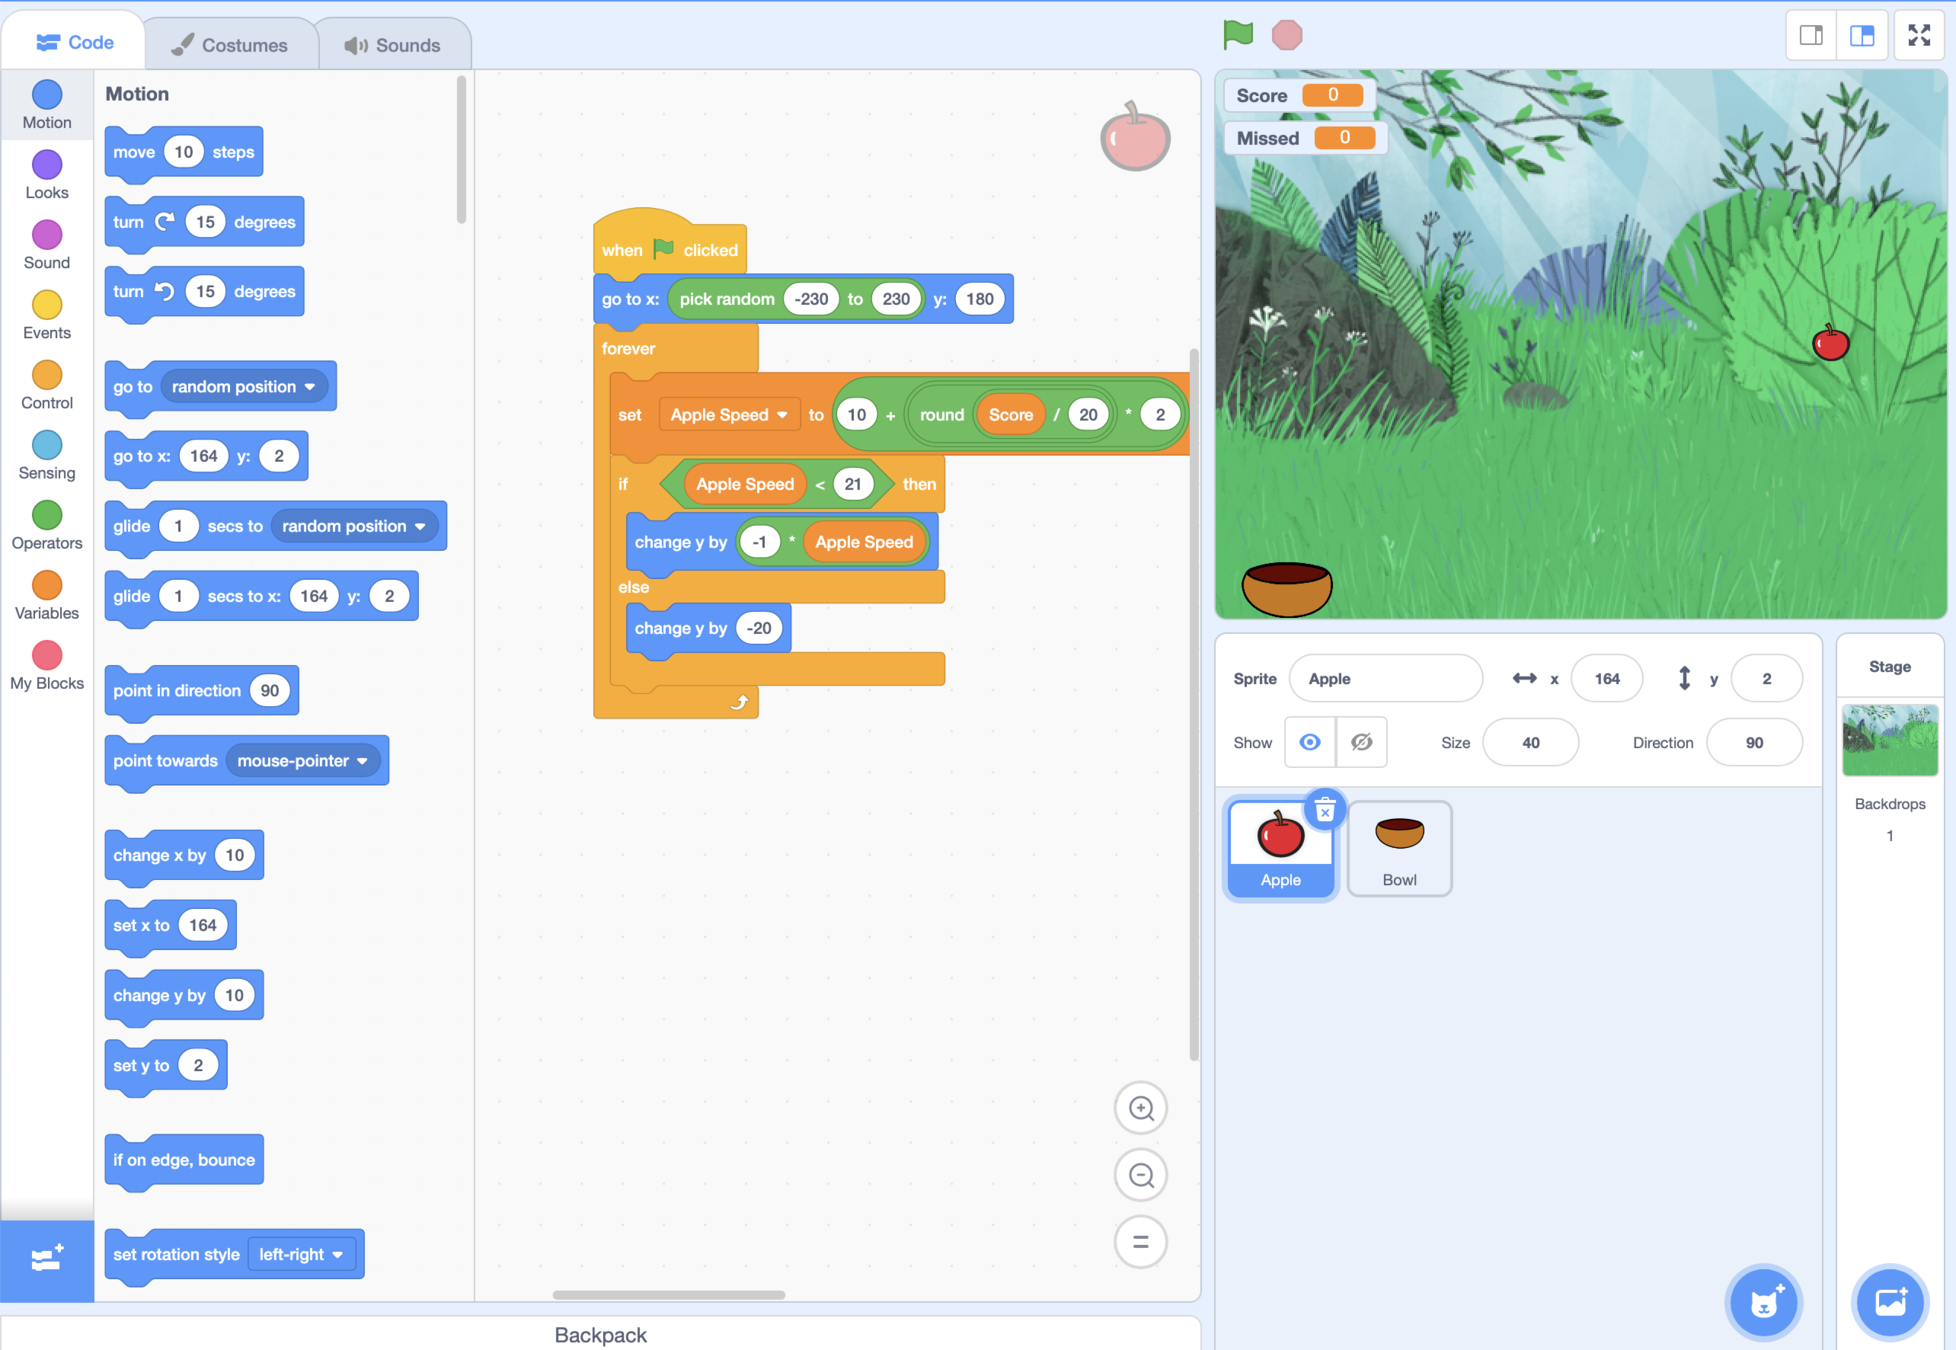 Code
Costumes
Sounds
Motion
Looks
Sound
Events
Control
Sensing
Operators
Variables
My Blocks
Motion
move 10 steps
turn 15 degrees
turn 15 degrees
go to random position
go to x: 164 y: 2
glide 1 secs to random position
glide 1 secs to x: 164 y: 2
point in direction 90
point towards mouse-pointer
change x by 10
set x to 164
change y by 10
set y to 2
if on edge, bounce
set rotation style left-right
when clicked
go to x: pick random -230 to 230 y: 180
forever
set Apple Speed to 10 + round Score / 20 * 2
if Apple Speed < 21 then
change y by -1 * Apple Speed
else
change y by -20
Backpack
Score 0
Missed 0
Sprite Apple x 164 y 2
Show Size 40 Direction 90
Apple
Bowl
Stage
Backdrops
1